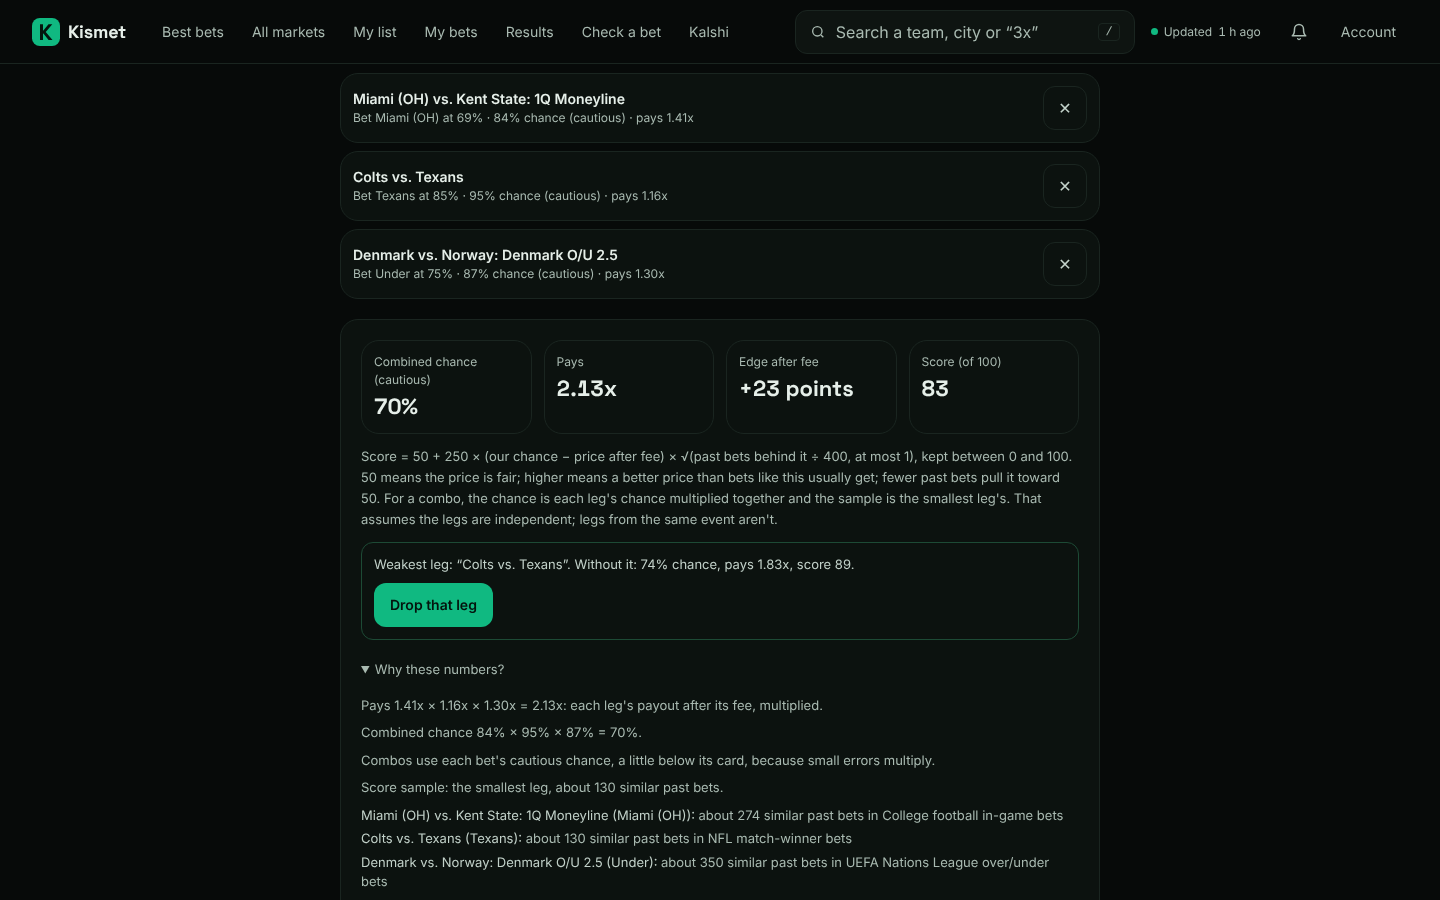 K Kismet
Best bets
All markets
My list
My bets
Results
Check a bet
Kalshi
Search a team, city or “3x”
/
Updated 1 h ago
Account
Miami (OH) vs. Kent State: 1Q Moneyline
Bet Miami (OH) at 69% · 84% chance (cautious) · pays 1.41x
×
Colts vs. Texans
Bet Texans at 85% · 95% chance (cautious) · pays 1.16x
×
Denmark vs. Norway: Denmark O/U 2.5
Bet Under at 75% · 87% chance (cautious) · pays 1.30x
×
Combined chance
(cautious)
70%
Pays
2.13x
Edge after fee
+23 points
Score (of 100)
83
Score = 50 + 250 × (our chance − price after fee) × √(past bets behind it ÷ 400, at most 1), kept between 0 and 100.
50 means the price is fair; higher means a better price than bets like this usually get; fewer past bets pull it toward
50. For a combo, the chance is each leg's chance multiplied together and the sample is the smallest leg's. That
assumes the legs are independent; legs from the same event aren't.
Weakest leg: “Colts vs. Texans”. Without it: 74% chance, pays 1.83x, score 89.
Drop that leg
▼ Why these numbers?
Pays 1.41x × 1.16x × 1.30x = 2.13x: each leg's payout after its fee, multiplied.
Combined chance 84% × 95% × 87% = 70%.
Combos use each bet's cautious chance, a little below its card, because small errors multiply.
Score sample: the smallest leg, about 130 similar past bets.
Miami (OH) vs. Kent State: 1Q Moneyline (Miami (OH)): about 274 similar past bets in College football in-game bets
Colts vs. Texans (Texans): about 130 similar past bets in NFL match-winner bets
Denmark vs. Norway: Denmark O/U 2.5 (Under): about 350 similar past bets in UEFA Nations League over/under
bets